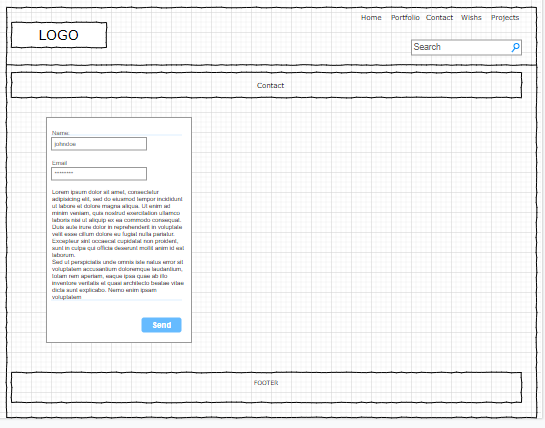 Home Portfolio Contact Wishs Projects
LOGO
Search
Contact
Name
johndoe
Email
********
Lorem ipsum dolor sit amet, consectetur
adipisicing elit, sed do eiusmod tempor incididunt
ut labore et dolore magna aliqua. Ut enim ad
minim veniam, quis nostrud exercitation ullamco
laboris nisi ut aliquip ex ea commodo consequat.
Duis aute irure dolor in reprehenderit in voluptate
velit esse cillum dolore eu fugiat nulla pariatur.
Excepteur sint occaecat cupidatat non proident,
sunt in culpa qui officia deserunt mollit anim id est
laborum.
Sed ut perspiciatis unde omnis iste natus error sit
voluptatem accusantium doloremque laudantium,
totam rem aperiam, eaque ipsa quae ab illo
inventore veritatis et quasi architecto beatae vitae
dicta sunt explicabo. Nemo enim ipsam
voluptatem
Send
FOOTER